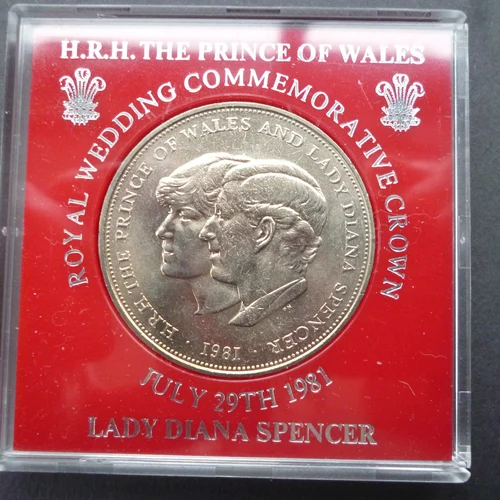 H.R.H. THE PRINCE OF WALES
ROYAL WEDDING COMMEMORATIVE CROWN
H.R.H. THE PRINCE OF WALES AND LADY DIANA SPENCER
· 1981 ·
JULY 29TH 1981
LADY DIANA SPENCER